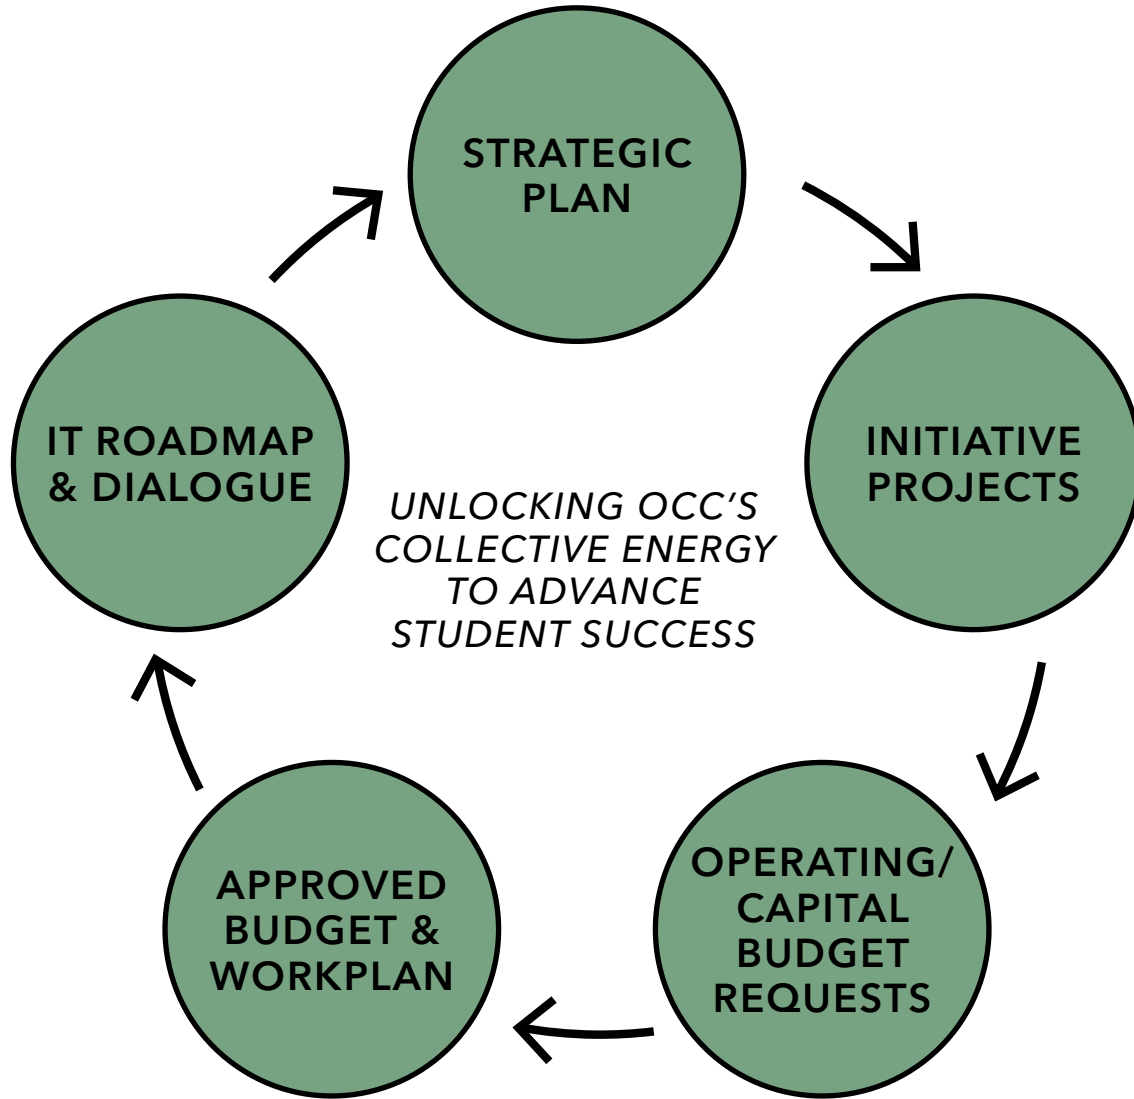 STRATEGIC
PLAN
INITIATIVE
PROJECTS
OPERATING/
CAPITAL
BUDGET
REQUESTS
APPROVED
BUDGET &
WORKPLAN
IT ROADMAP
& DIALOGUE
UNLOCKING OCC’S
COLLECTIVE ENERGY
TO ADVANCE
STUDENT SUCCESS